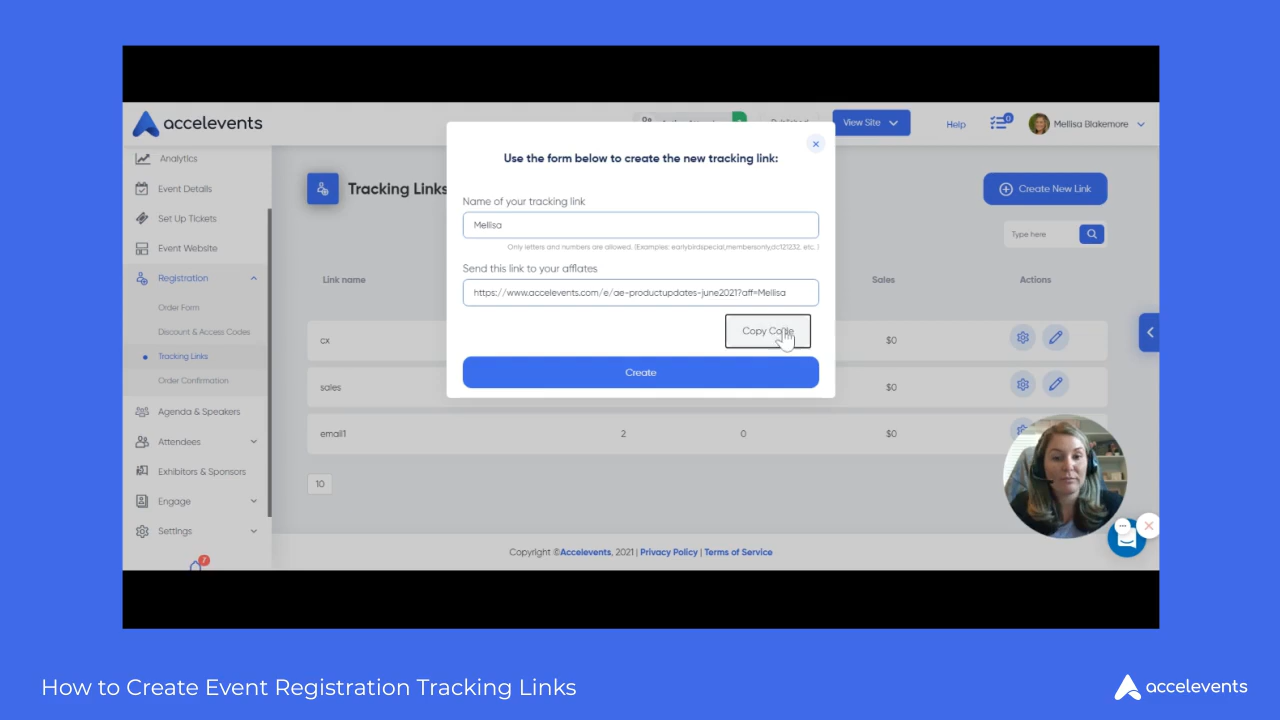 accelevents
View Site
Help
0
Mellisa Blakemore
Analytics
Event Details
Set Up Tickets
Event Website
Registration
Order Form
Discount & Access Codes
Tracking Links
Order Confirmation
Agenda & Speakers
Attendees
Exhibitors & Sponsors
Engage
Settings
7
Tracking Links
Create New Link
Type here
Link name
Sales
Actions
cx
$0
sales
$0
email1
2
0
$0
10
Use the form below to create the new tracking link:
Name of your tracking link
Mellisa
Only letters and numbers are allowed. (Examples: earlybirdspecial,membersonly,dc121232, etc. )
Send this link to your afflates
https://www.accelevents.com/e/ae-productupdates-june2021?aff=Mellisa
Copy Code
Create
Copyright ©Accelevents, 2021 | Privacy Policy | Terms of Service
How to Create Event Registration Tracking Links
accelevents